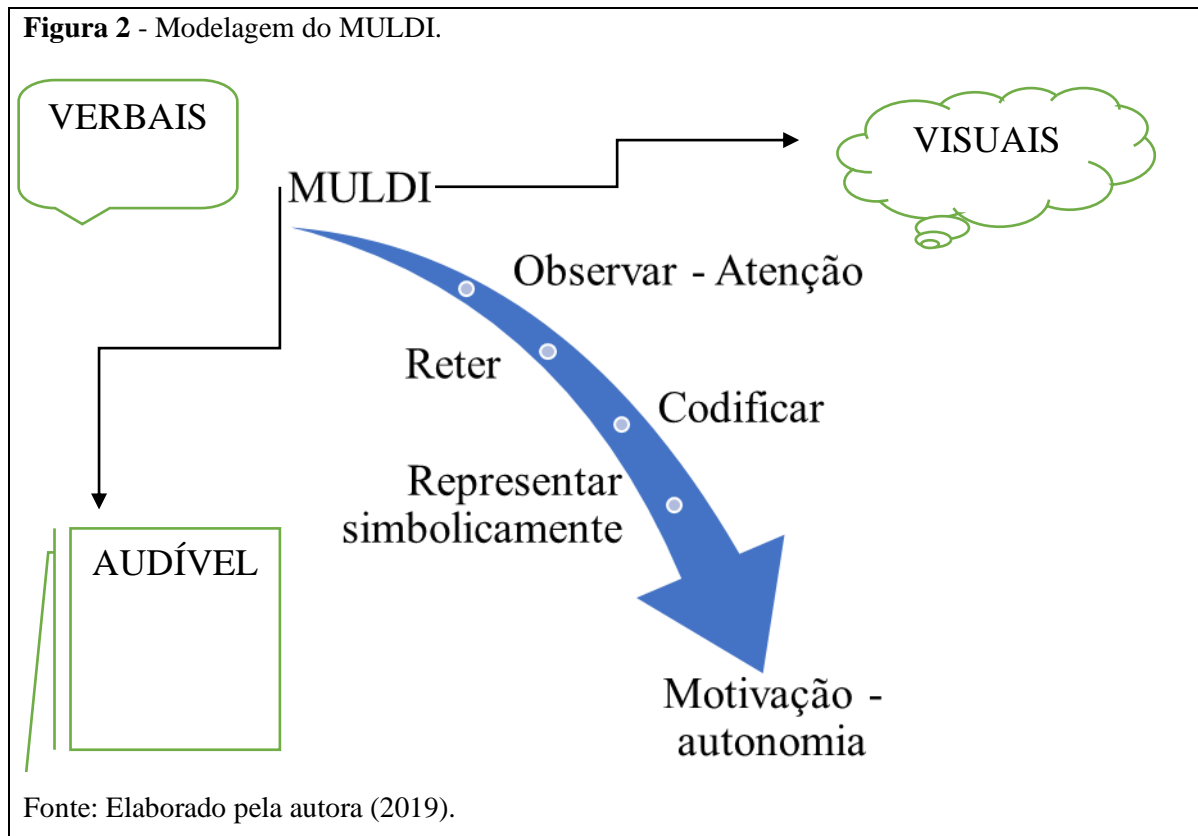 Figura 2 - Modelagem do MULDI.
VERBAIS
VISUAIS
MULDI
Observar - Atenção
Reter
Codificar
Representar
simbolicamente
AUDÍVEL
Motivação -
autonomia
Fonte: Elaborado pela autora (2019).